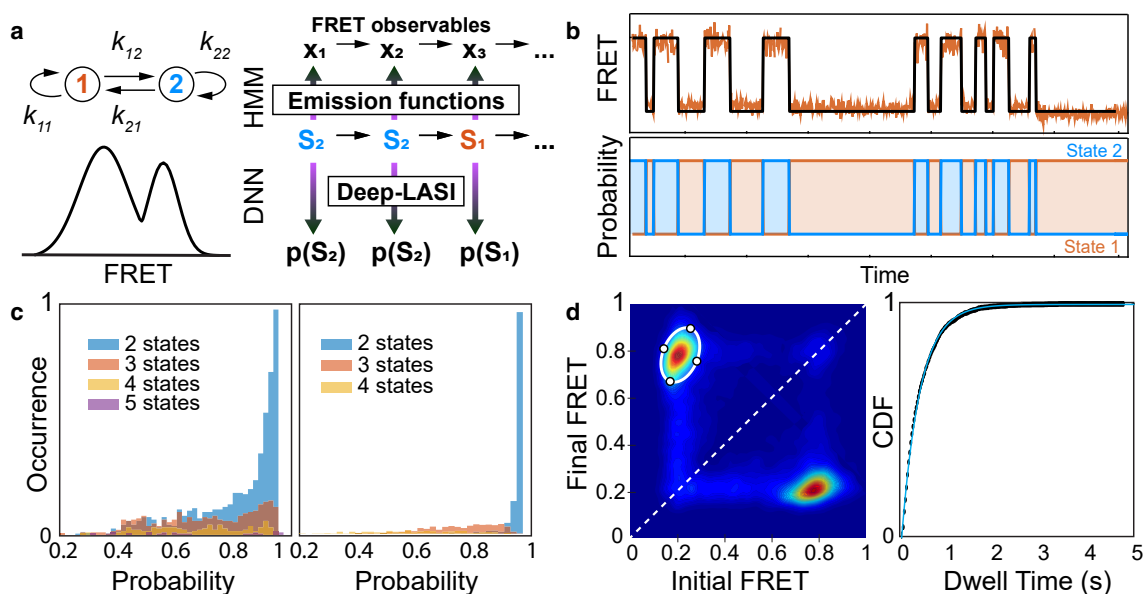 a
k12
k22
1
2
k11
k21
FRET
FRET observables
x₁
x₂
x₃
...
HMM
Emission functions
S₂
S₂
S₁
...
DNN
Deep-LASI
p(S₂)
p(S₂)
p(S₁)
b
FRET
State 2
Probability
State 1
Time
c
1
Occurrence
0
2 states
3 states
4 states
5 states
0.2
0.4
0.6
0.8
1
Probability
2 states
3 states
4 states
0.2
0.4
0.6
0.8
1
Probability
d
1
0.8
0.6
0.4
0.2
0
Final FRET
0
0.2
0.4
0.6
0.8
1
Initial FRET
1
CDF
0
0
1
2
3
4
5
Dwell Time (s)